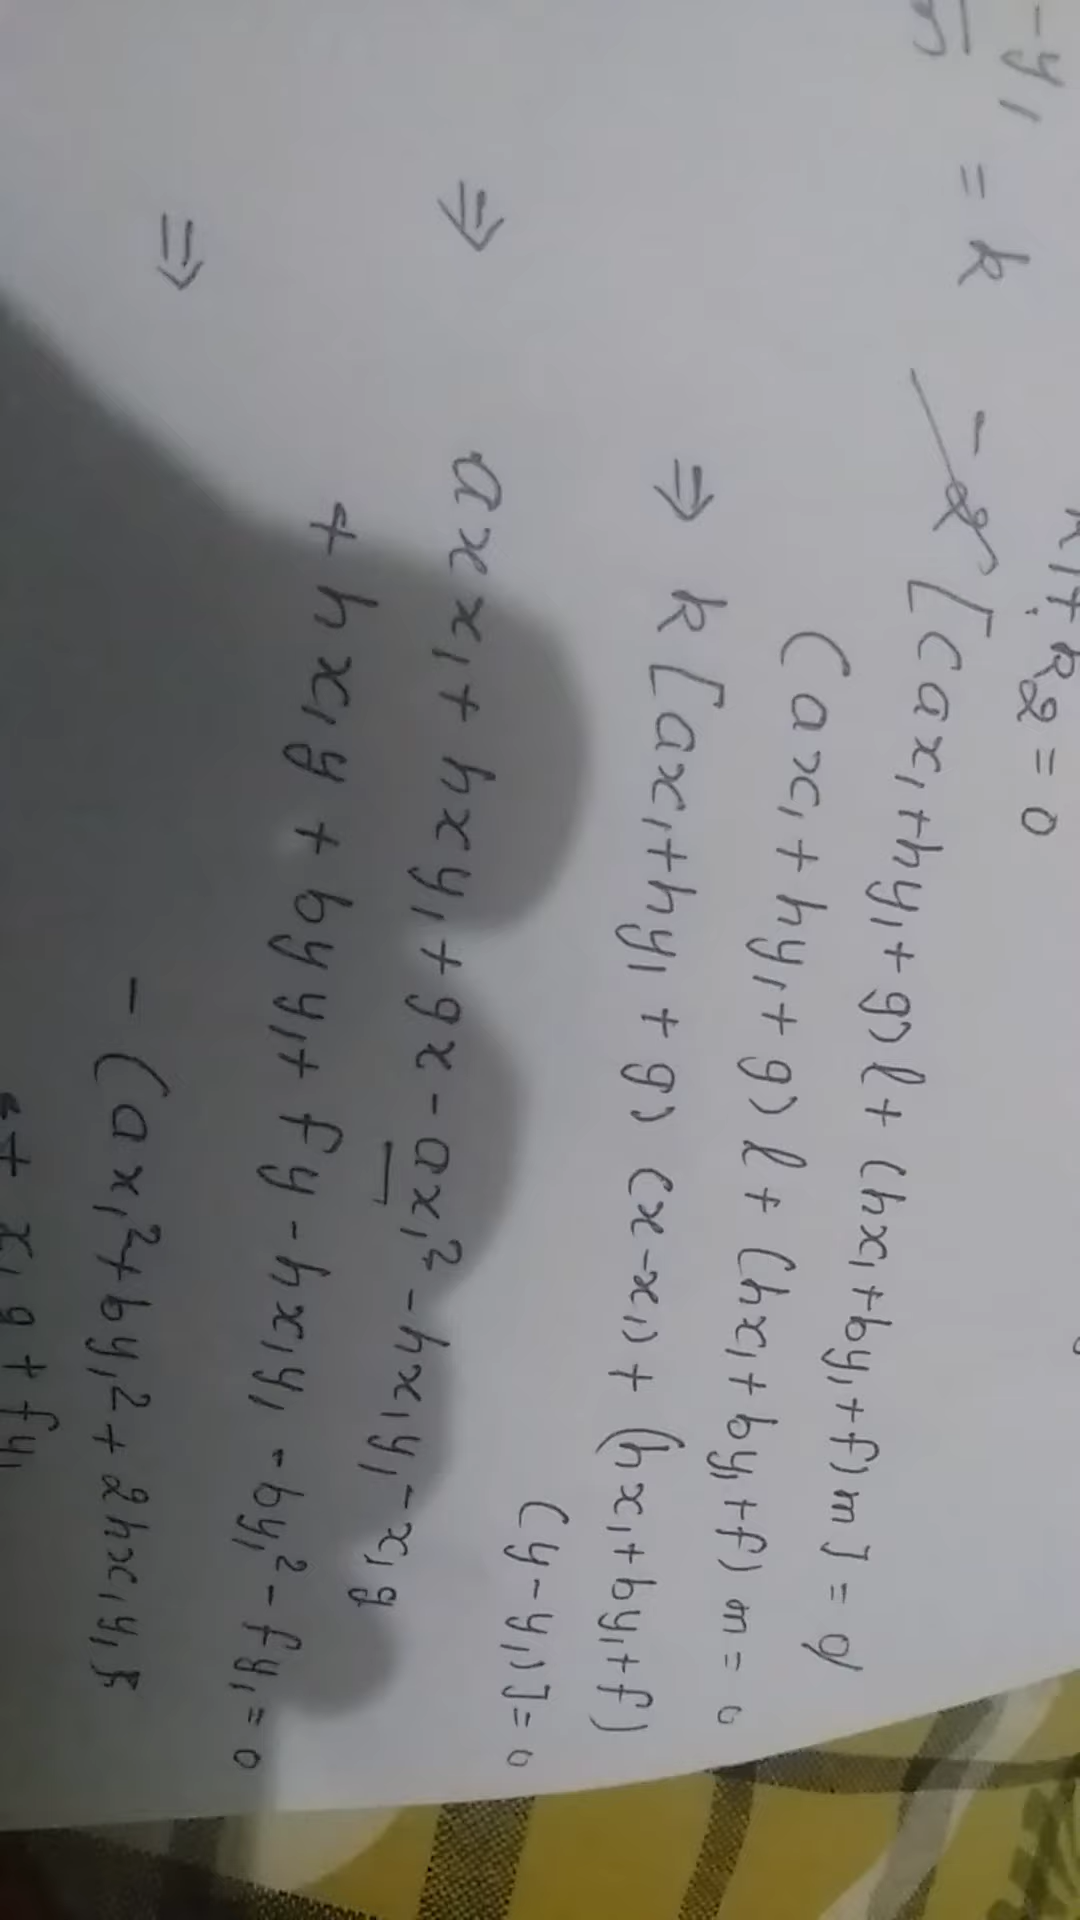 -y₁ = k
m
k₁+k₂ = 0
-2 [(ax₁+hy₁+g)l + (hx₁+by₁+f)m] = 0
(ax₁+hy₁+g)l + (hx₁+by₁+f)m = 0
⇒ k[ax₁+hy₁+g) (x-x₁) + (hx₁+by₁+f)
(y-y₁)] = 0
⇒ axx₁ + hxy₁ + gx - ax₁² - hx₁y₁ - x₁g
+ hx₁y + byy₁ + fy - hx₁y₁ - by₁² - fy₁ = 0
⇒ - (ax₁² + by₁² + 2hx₁y₁
+ x₁g + fy₁